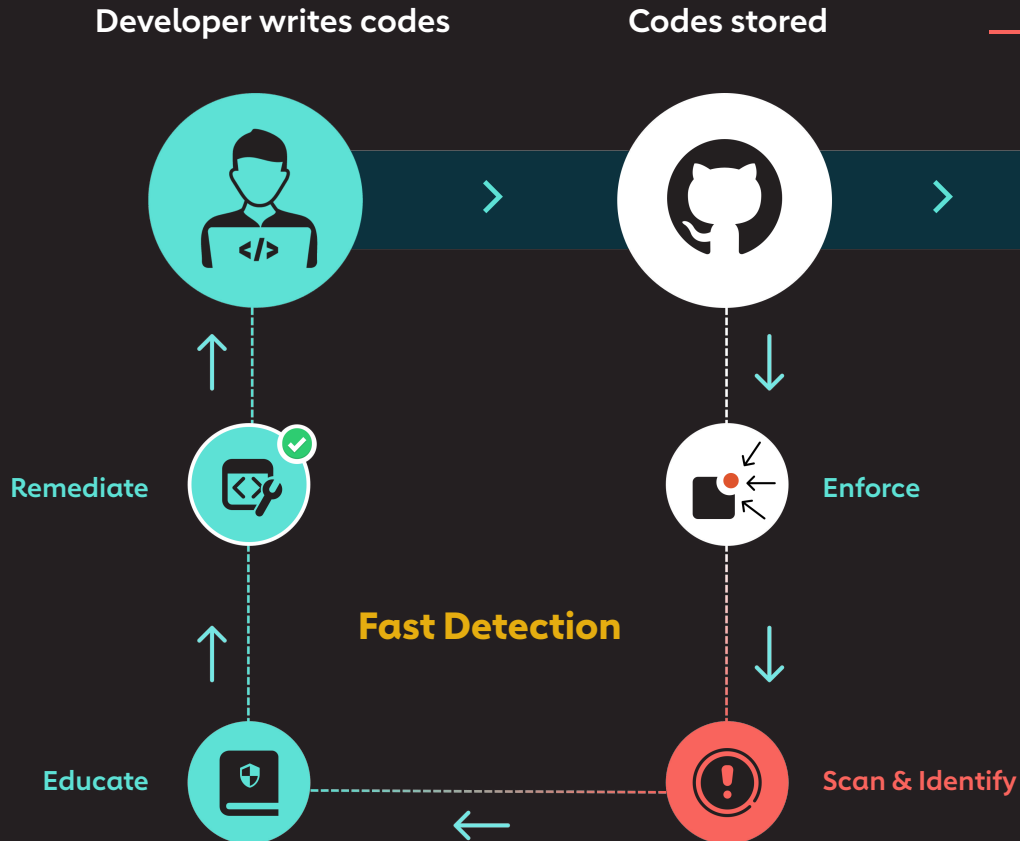 Developer writes codes
Codes stored
</>
Remediate
Enforce
Fast Detection
Educate
Scan & Identify